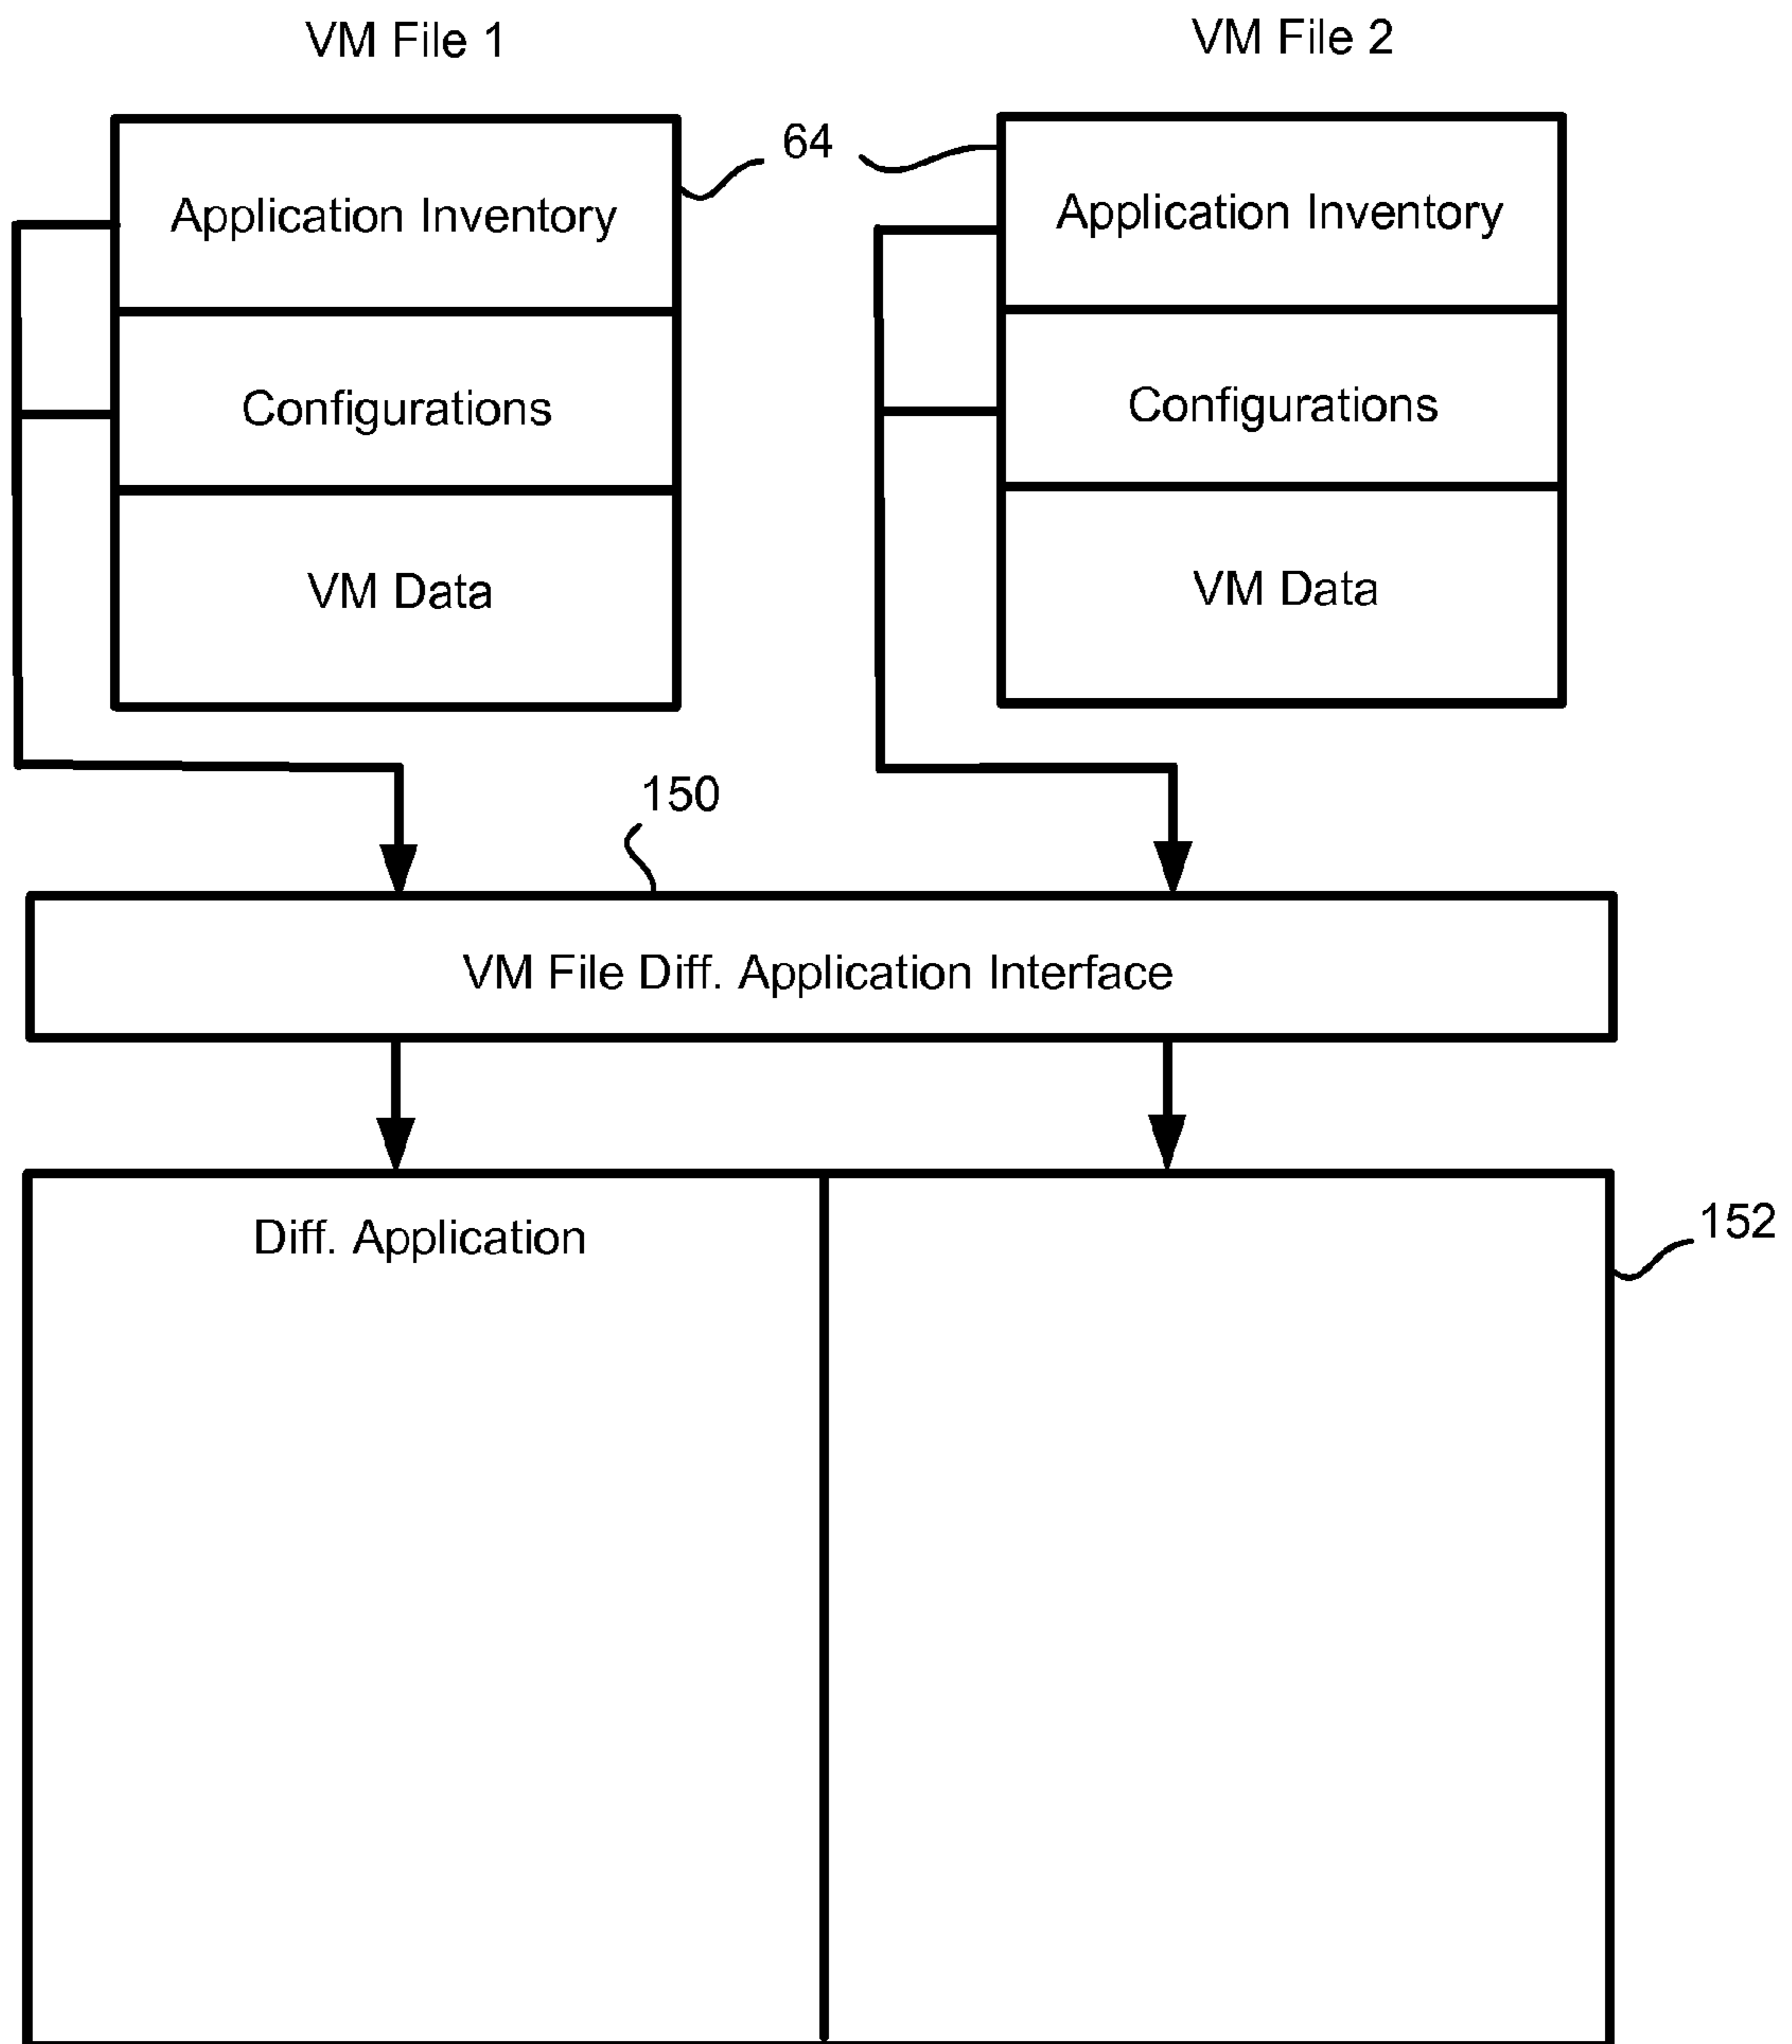 VM File 1
VM File 2
64
Application Inventory
Application Inventory
Configurations
Configurations
VM Data
VM Data
150
VM File Diff. Application Interface
Diff. Application
152